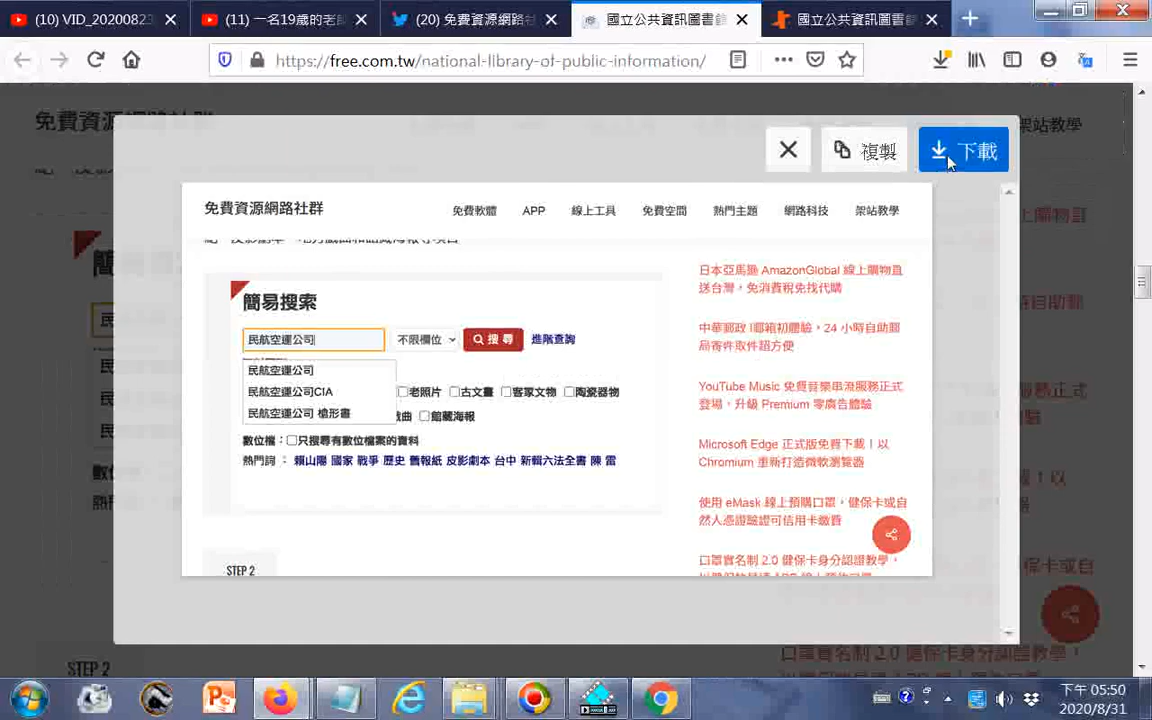 (10) VID_20200823
(11) 一名19歲的老師
(20) 免費資源網路社
國立公共資訊圖書館
國立公共資訊圖書館
https://free.com.tw/national-library-of-public-information/
免費資源網路社群
架站教學
複製
下載
免費資源網路社群
免費軟體 APP 線上工具 免費空間 熱門主題 網路科技 架站教學
簡易搜索
民航空運公司 不限欄位 搜尋 進階查詢
民航空運公司
民航空運公司CIA
民航空運公司 檜形書
老照片 古文書 客家文物 陶瓷器物
戲曲 館藏海報
數位檔:只搜尋有數位檔案的資料
熱門詞 : 賴山陽 國家 戰爭 歷史 舊報紙 皮影劇本 台中 新輯六法全書 陳 雷
STEP 2
日本亞馬遜 AmazonGlobal 線上購物直
送台灣,免消費稅免找代購
中華郵政 i郵箱初體驗,24 小時自助郵
局寄件取件超方便
YouTube Music 免費音樂串流服務正式
登場,升級 Premium 零廣告體驗
Microsoft Edge 正式版免費下載!以
Chromium 重新打造微軟瀏覽器
使用 eMask 線上預購口罩,健保卡或自
然人憑證驗證可信用卡繳費
口罩實名制 2.0 健保卡身分認證教學,
STEP 2
口罩實名制 2.0 健保卡身分認證教學,
下午 05:50
2020/8/31